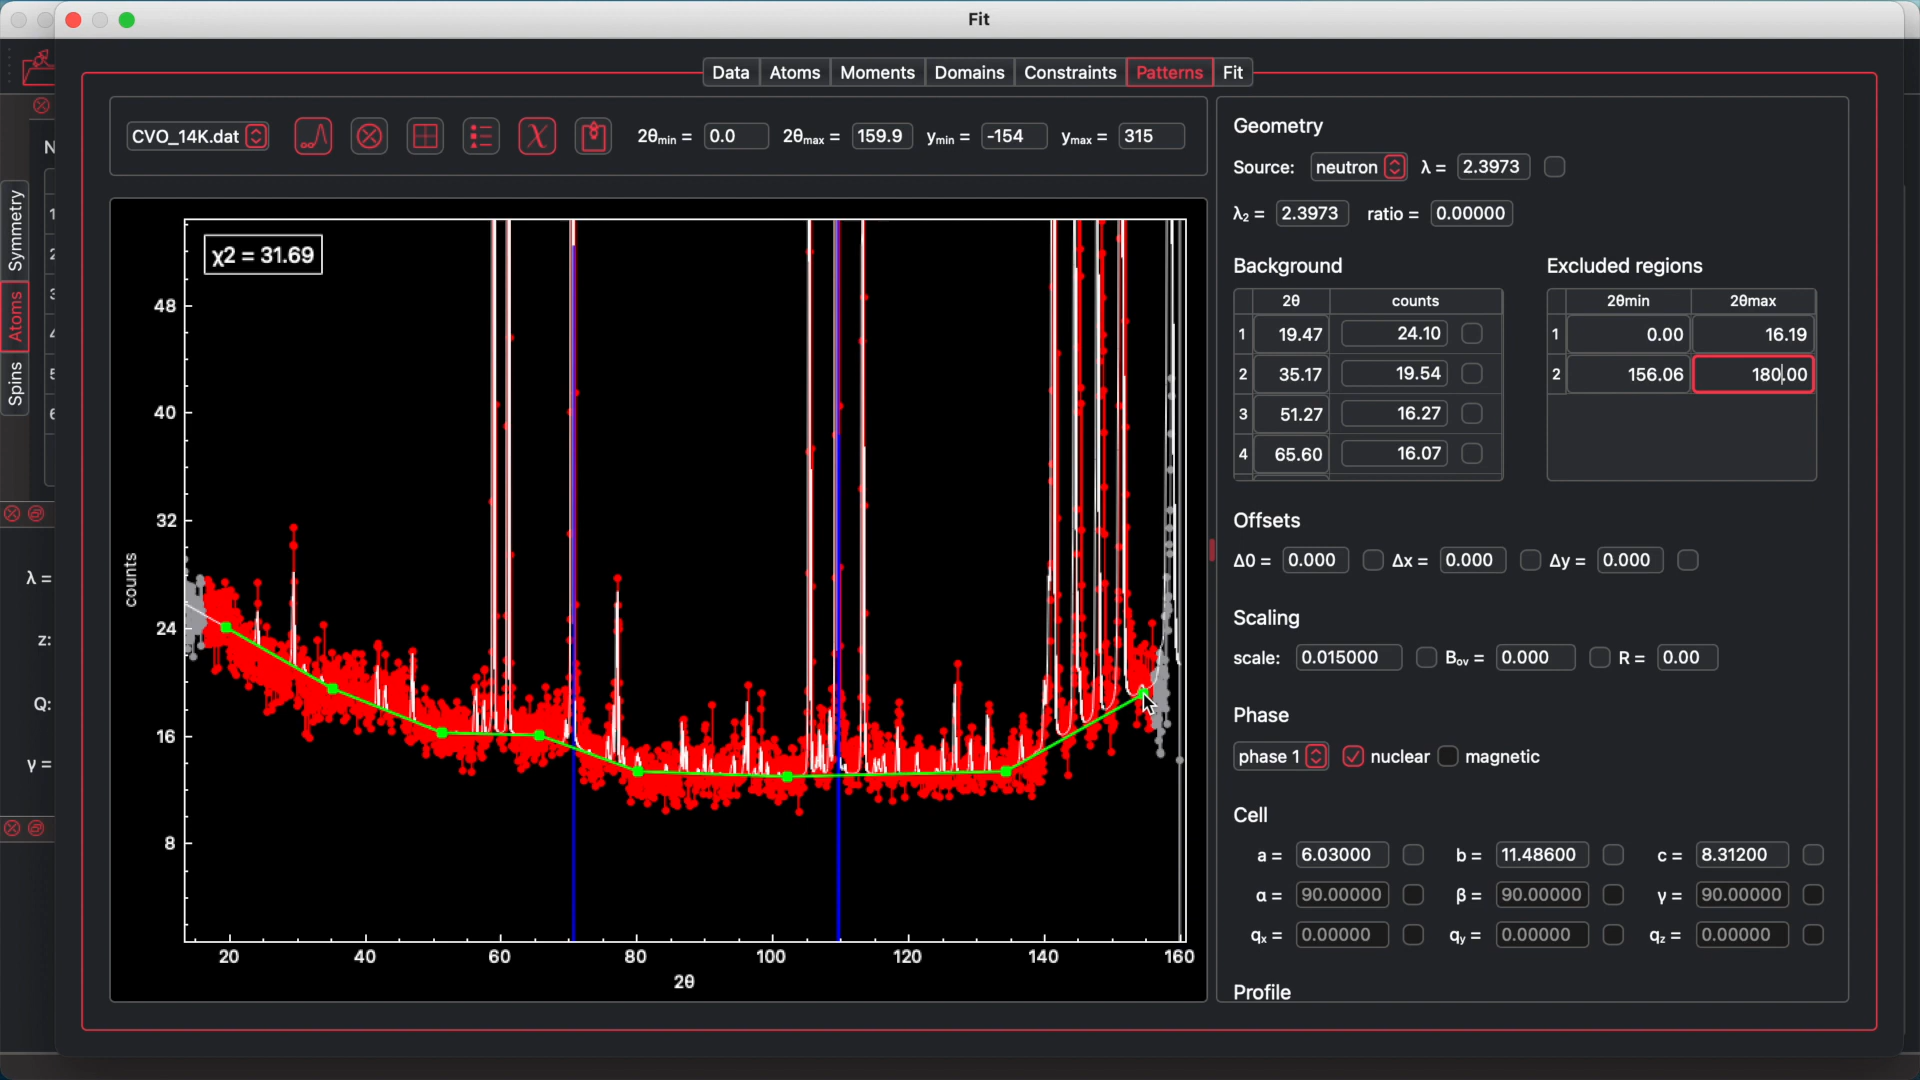 Fit
Data Atoms Moments Domains Constraints Patterns Fit
CVO_14K.dat 2θmin = 0.0 2θmax = 159.9 ymin = -154 ymax = 315
N
1
2
3
4
5
6
Symmetry
Atoms
Spins
λ =
z:
Q:
γ =
χ2 = 31.69
48
40
32
24
16
8
counts
20 40 60 80 100 120 140 160
2θ
Geometry
Source: neutron λ = 2.3973
λ₂ = 2.3973 ratio = 0.00000
Background Excluded regions
2θ counts 2θmin 2θmax
1 19.47 24.10 1 0.00 16.19
2 35.17 19.54 2 156.06 180.00
3 51.27 16.27
4 65.60 16.07
Offsets
Δ0 = 0.000 Δx = 0.000 Δy = 0.000
Scaling
scale: 0.015000 Bov = 0.000 R = 0.00
Phase
phase 1 nuclear magnetic
Cell
a = 6.03000 b = 11.48600 c = 8.31200
α = 90.00000 β = 90.00000 γ = 90.00000
qx = 0.00000 qy = 0.00000 qz = 0.00000
Profile